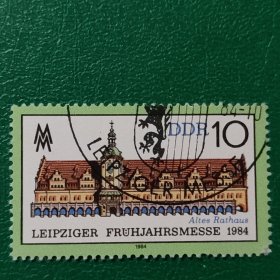 DDR 10
Altes Rathaus
LEIPZIGER FRÜHJAHRSMESSE 1984
1984